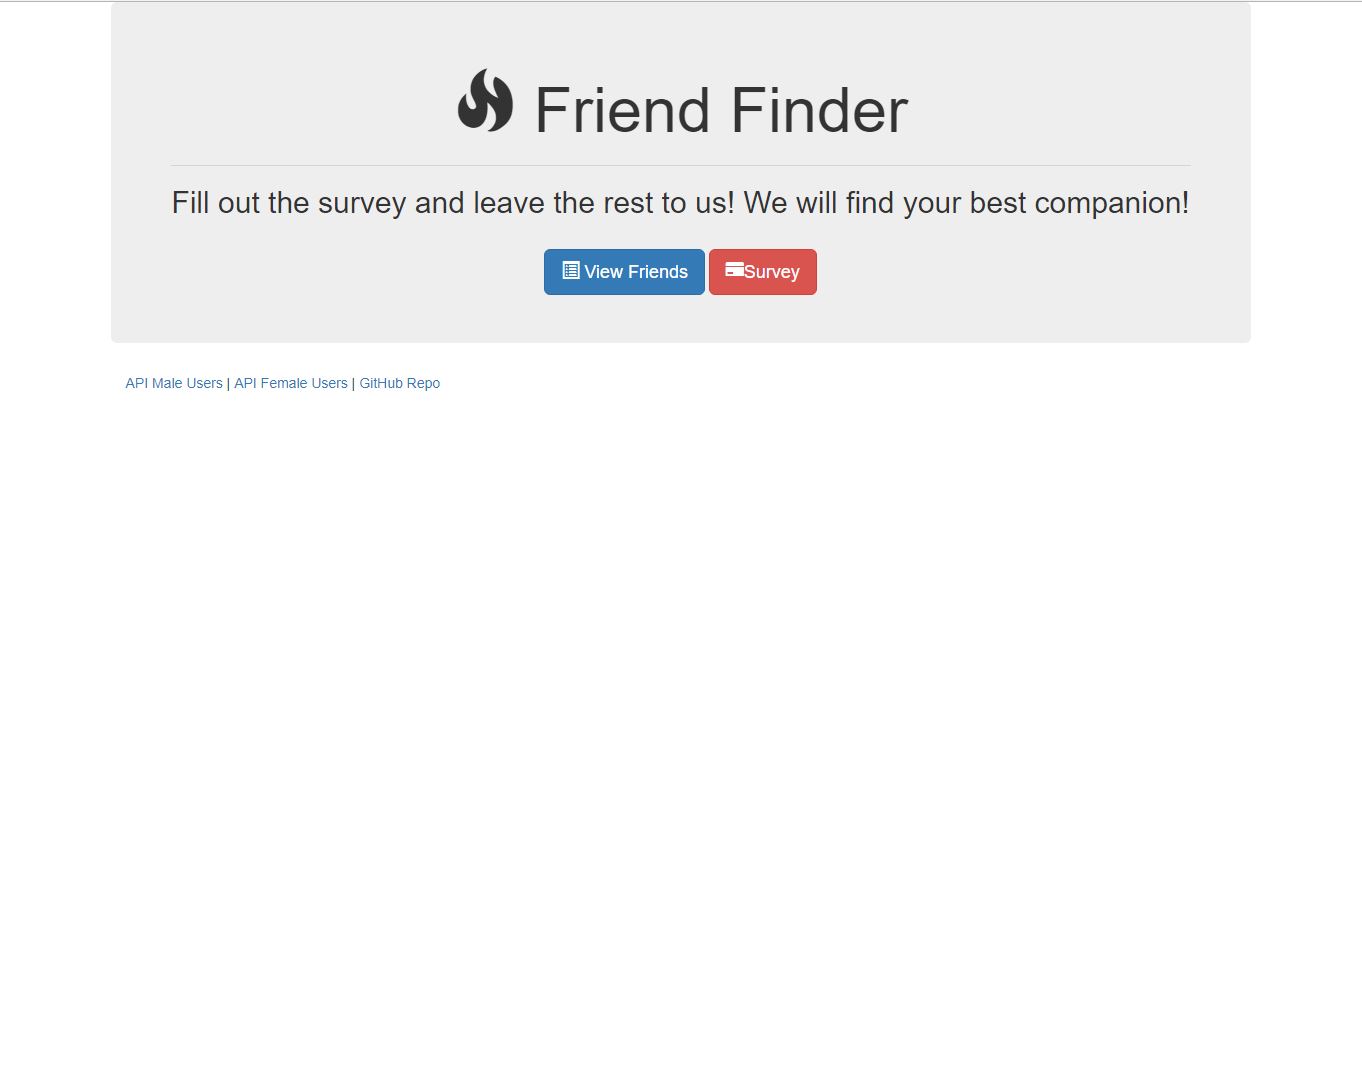 Friend Finder
Fill out the survey and leave the rest to us! We will find your best companion!
View Friends Survey
API Male Users | API Female Users | GitHub Repo